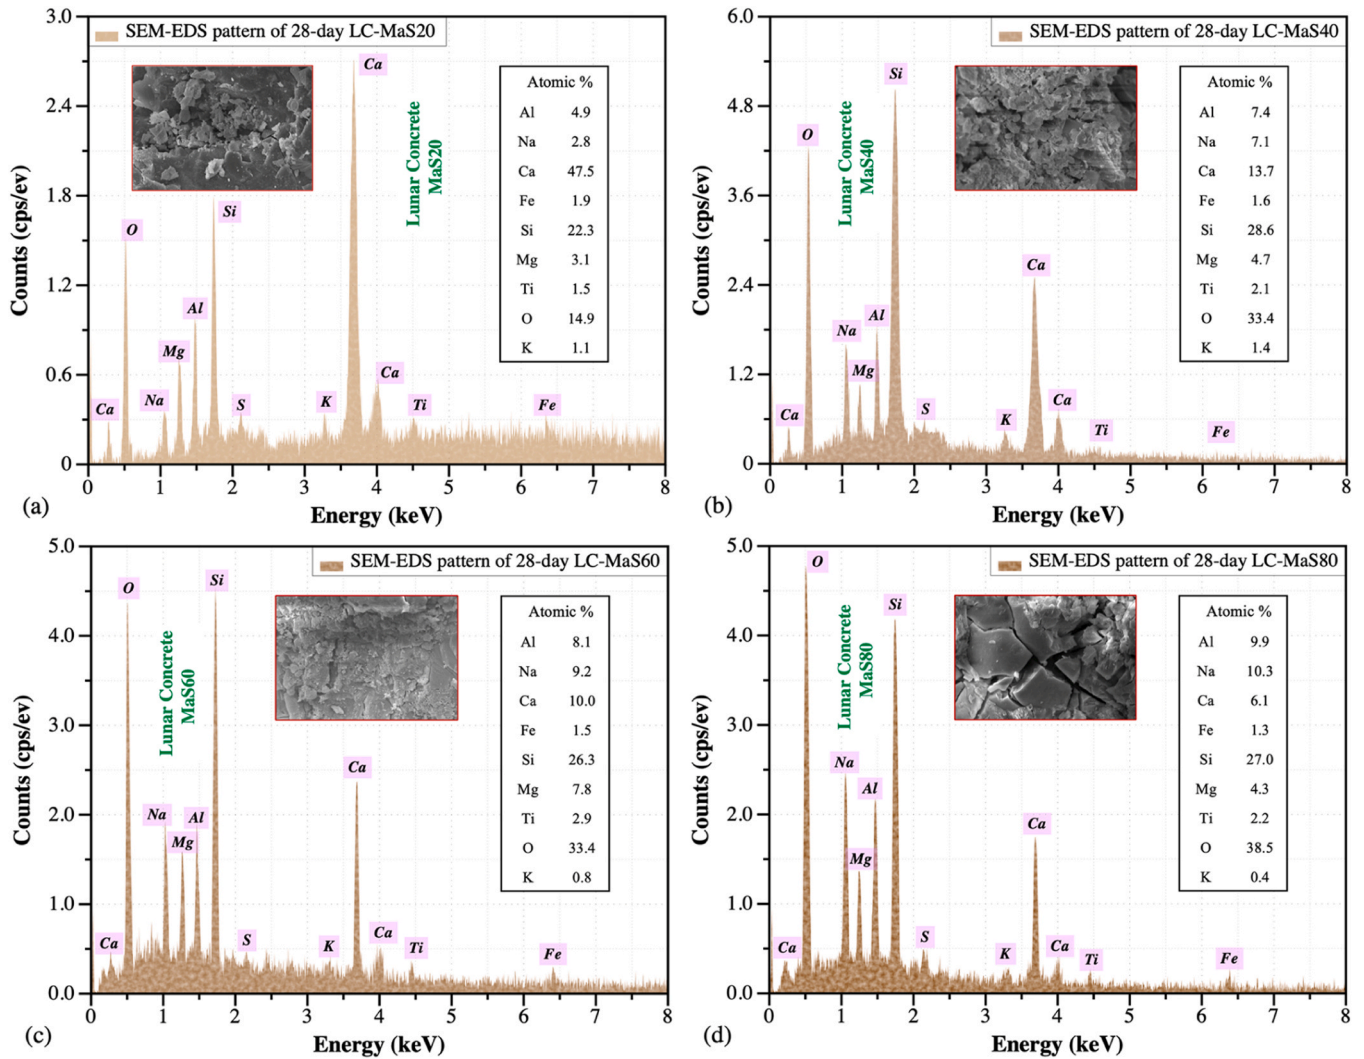 SEM-EDS pattern of 28-day LC-MaS20
Counts (cps/ev)
3.0
2.4
1.8
1.2
0.6
0
Ca
O
Na
Mg
Al
Si
S
K
Ca
Ca
Ti
Fe
Lunar Concrete
MaS20
Atomic %
Al 4.9
Na 2.8
Ca 47.5
Fe 1.9
Si 22.3
Mg 3.1
Ti 1.5
O 14.9
K 1.1
0 1 2 3 4 5 6 7 8
Energy (keV)
(a)
SEM-EDS pattern of 28-day LC-MaS40
Counts (cps/ev)
6.0
4.8
3.6
2.4
1.2
0
Ca
O
Na
Mg
Al
Si
S
K
Ca
Ca
Ti
Fe
Lunar Concrete
MaS40
Atomic %
Al 7.4
Na 7.1
Ca 13.7
Fe 1.6
Si 28.6
Mg 4.7
Ti 2.1
O 33.4
K 1.4
0 1 2 3 4 5 6 7 8
Energy (keV)
(b)
SEM-EDS pattern of 28-day LC-MaS60
Counts (cps/ev)
5.0
4.0
3.0
2.0
1.0
0.0
Ca
O
Na
Mg
Al
Si
S
K
Ca
Ca
Ti
Fe
Lunar Concrete
MaS60
Atomic %
Al 8.1
Na 9.2
Ca 10.0
Fe 1.5
Si 26.3
Mg 7.8
Ti 2.9
O 33.4
K 0.8
0 1 2 3 4 5 6 7 8
Energy (keV)
(c)
SEM-EDS pattern of 28-day LC-MaS80
Counts (cps/ev)
5.0
4.0
3.0
2.0
1.0
0.0
Ca
O
Na
Mg
Al
Si
S
K
Ca
Ca
Ti
Fe
Lunar Concrete
MaS80
Atomic %
Al 9.9
Na 10.3
Ca 6.1
Fe 1.3
Si 27.0
Mg 4.3
Ti 2.2
O 38.5
K 0.4
0 1 2 3 4 5 6 7 8
Energy (keV)
(d)